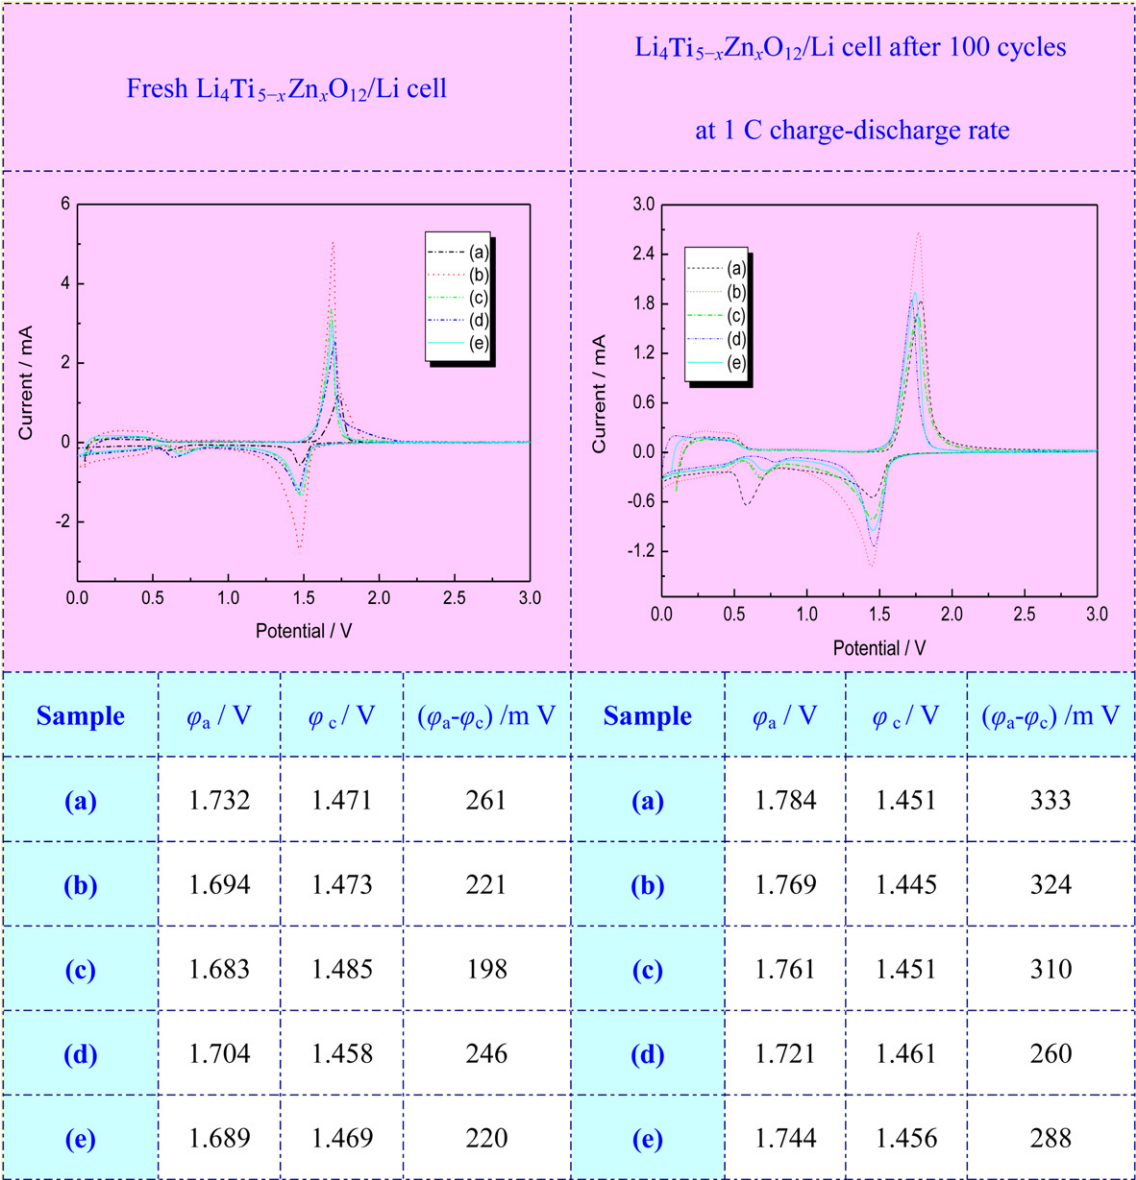 Fresh Li₄Ti₅₋ₓZnₓO₁₂/Li cell
Li₄Ti₅₋ₓZnₓO₁₂/Li cell after 100 cycles
at 1 C charge-discharge rate
6
4
2
0
-2
Current / mA
(a)
(b)
(c)
(d)
(e)
0.0 0.5 1.0 1.5 2.0 2.5 3.0
Potential / V
3.0
2.4
1.8
1.2
0.6
0.0
-0.6
-1.2
Current / mA
(a)
(b)
(c)
(d)
(e)
0.0 0.5 1.0 1.5 2.0 2.5 3.0
Potential / V
Sample φₐ / V φ c / V (φₐ-φc) /m V Sample φₐ / V φ c / V (φₐ-φc) /m V
(a) 1.732 1.471 261 (a) 1.784 1.451 333
(b) 1.694 1.473 221 (b) 1.769 1.445 324
(c) 1.683 1.485 198 (c) 1.761 1.451 310
(d) 1.704 1.458 246 (d) 1.721 1.461 260
(e) 1.689 1.469 220 (e) 1.744 1.456 288